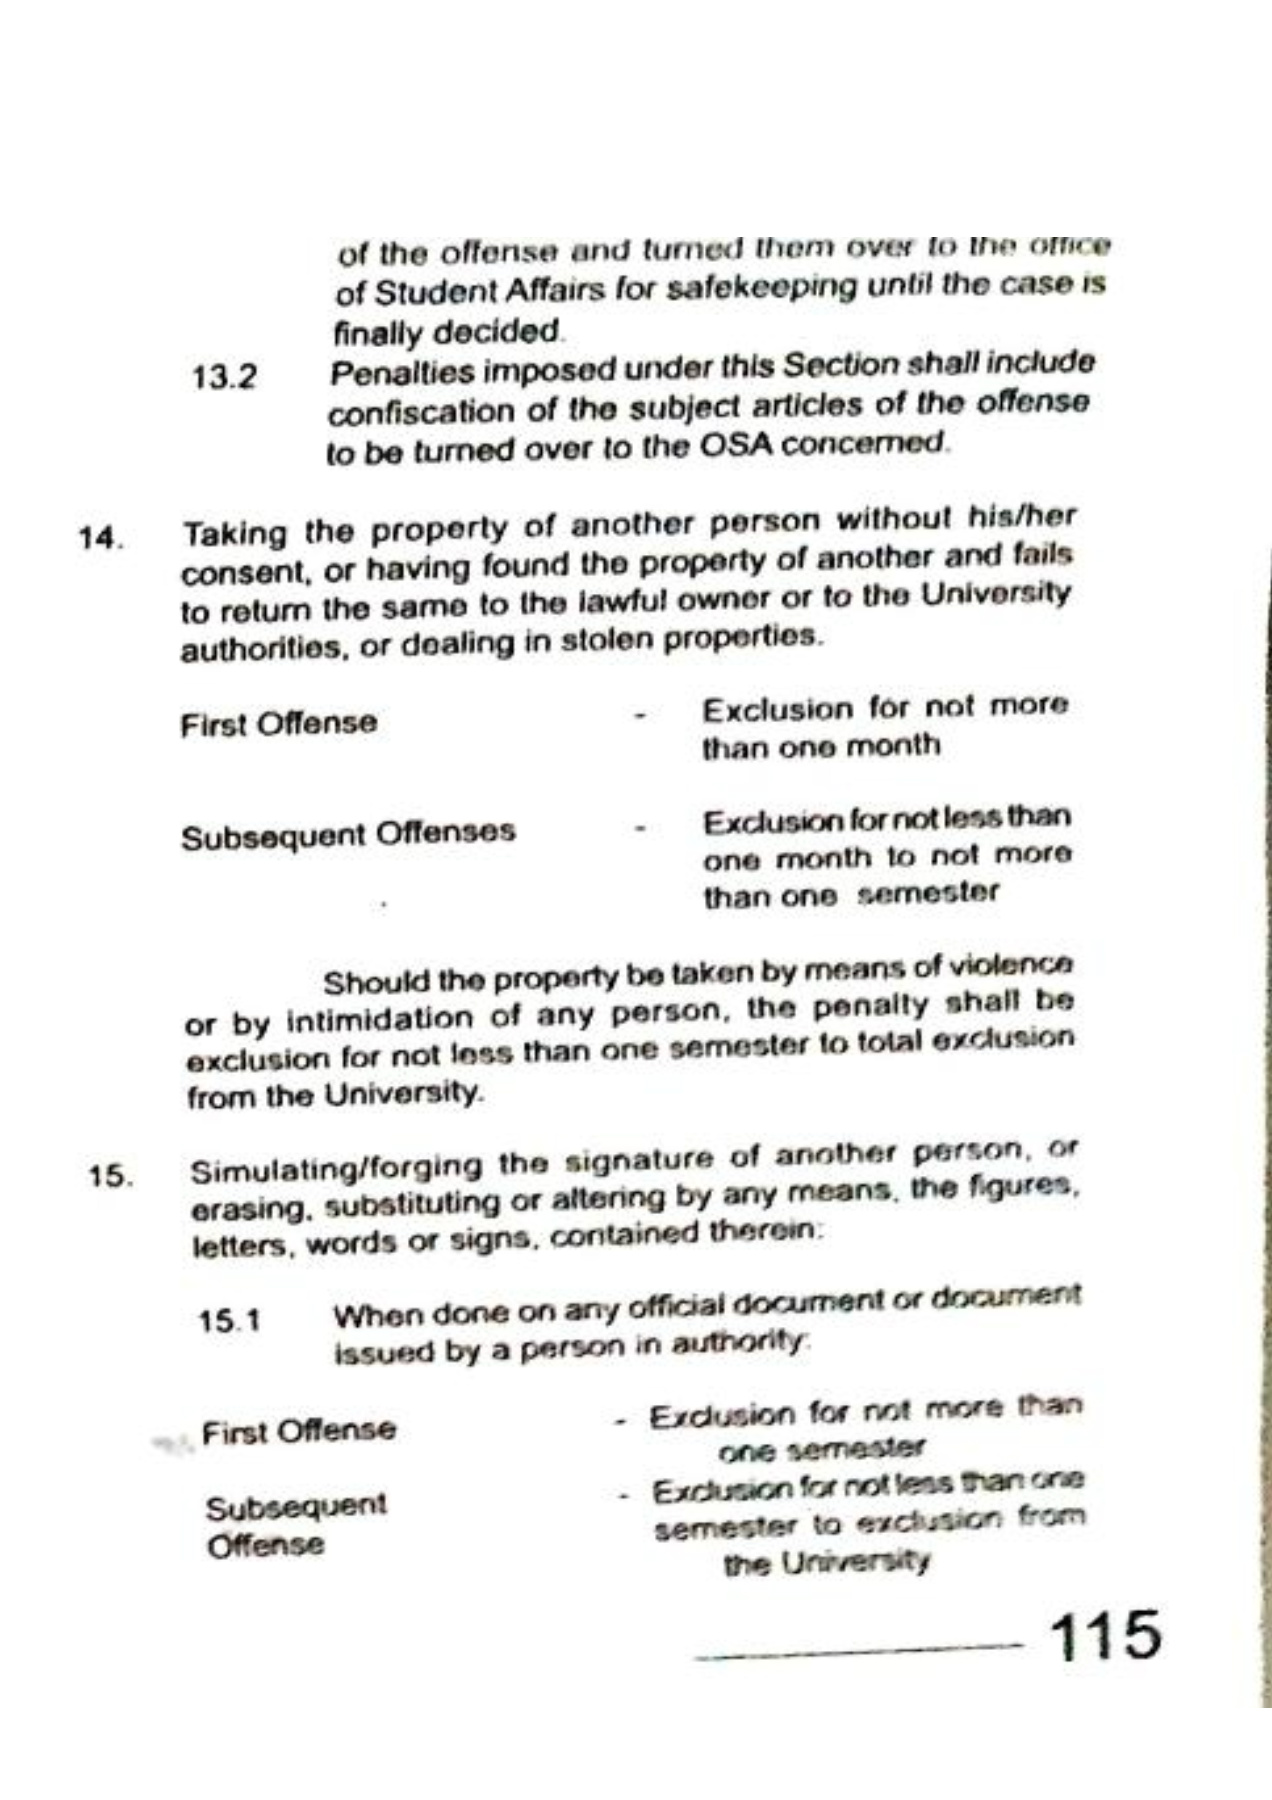 of the offense and turned them over to the office
of Student Affairs for safekeeping until the case is
finally decided.
13.2 Penalties imposed under this Section shall include
confiscation of the subject articles of the offense
to be turned over to the OSA concerned.
14. Taking the property of another person without his/her
consent, or having found the property of another and fails
to return the same to the lawful owner or to the University
authorities, or dealing in stolen properties.
First Offense - Exclusion for not more
than one month
Subsequent Offenses - Exclusion for not less than
one month to not more
than one semester
Should the property be taken by means of violence
or by intimidation of any person, the penalty shall be
exclusion for not less than one semester to total exclusion
from the University.
15. Simulating/forging the signature of another person, or
erasing, substituting or altering by any means, the figures,
letters, words or signs, contained therein:
15.1 When done on any official document or document
issued by a person in authority:
First Offense - Exclusion for not more than
one semester
Subsequent - Exclusion for not less than one
Offense semester to exclusion from
the University
115